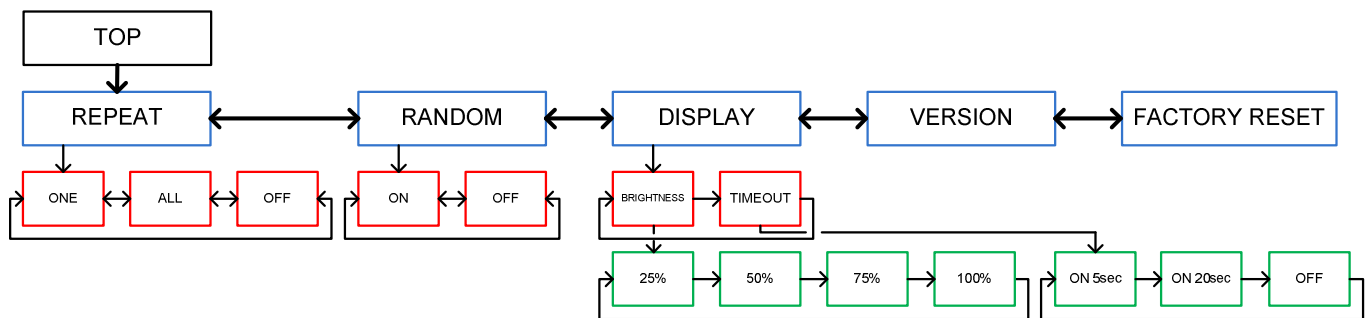 TOP
REPEAT
RANDOM
DISPLAY
VERSION
FACTORY RESET
ONE
ALL
OFF
ON
OFF
BRIGHTNESS
TIMEOUT
25%
50%
75%
100%
ON 5sec
ON 20sec
OFF